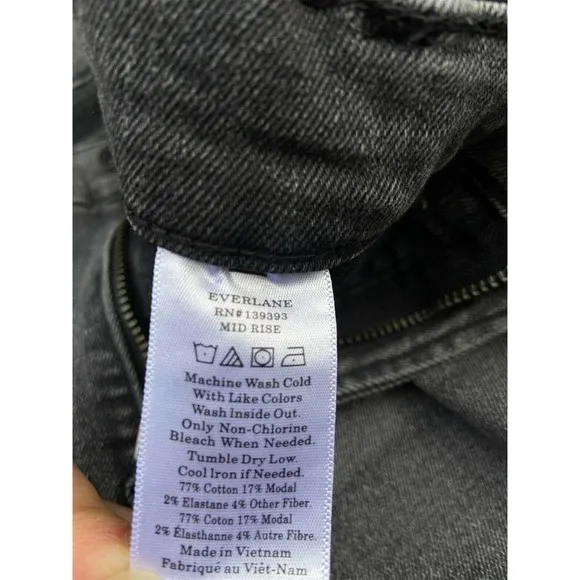 EVERLANE
RN# 139393
MID RISE
Machine Wash Cold
With Like Colors
Wash Inside Out.
Only Non-Chlorine
Bleach When Needed.
Tumble Dry Low.
Cool Iron if Needed.
77% Cotton 17% Modal
2% Elastane 4% Other Fiber.
77% Coton 17% Modal
2% Elasthanne 4% Autre Fibre.
Made in Vietnam
Fabriqué au Viêt-Nam